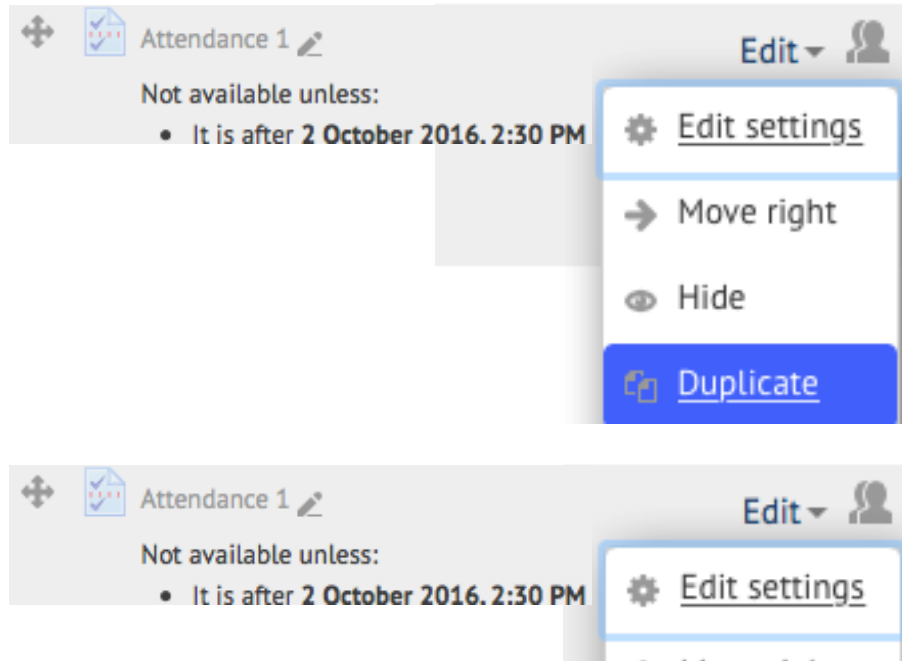 Attendance 1
Edit
Not available unless:
• It is after 2 October 2016, 2:30 PM
Edit settings
Move right
Hide
Duplicate
Attendance 1
Edit
Not available unless:
• It is after 2 October 2016, 2:30 PM
Edit settings